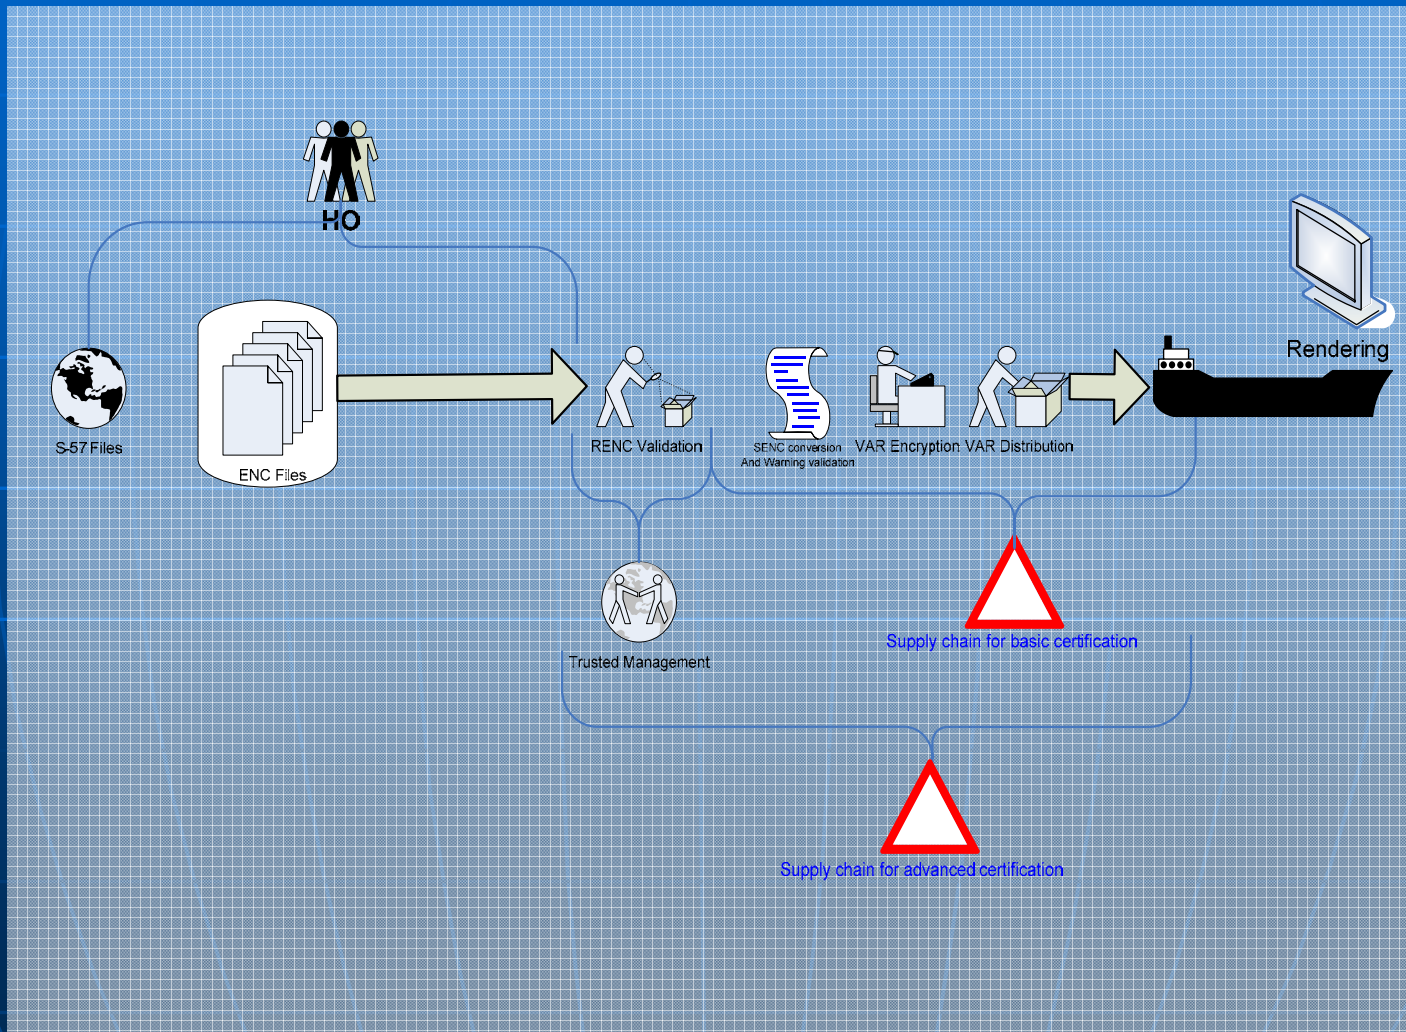 HO
Rendering
S-57 Files
ENC Files
RENC Validation
SENC conversion
And Warning validation
VAR Encryption
VAR Distribution
Trusted Management
Supply chain for basic certification
Supply chain for advanced certification